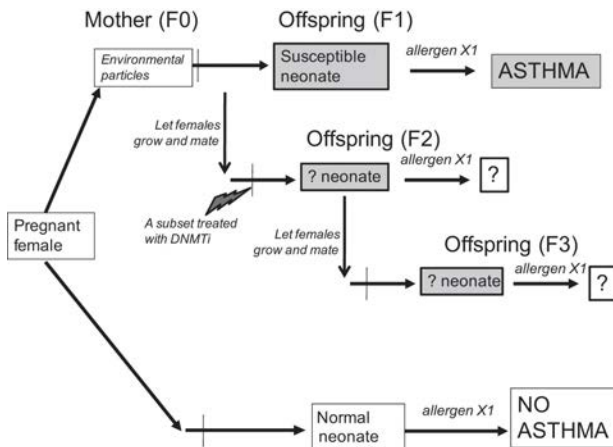 Mother (F0)
Offspring (F1)
Environmental
particles
Susceptible
neonate
allergen X1
ASTHMA
Let females
grow and mate
Offspring (F2)
allergen X1
? neonate
?
A subset treated
with DNMTi
Pregnant
female
Let females
grow and mate
Offspring (F3)
allergen X1
? neonate
?
Normal
neonate
allergen X1
NO
ASTHMA